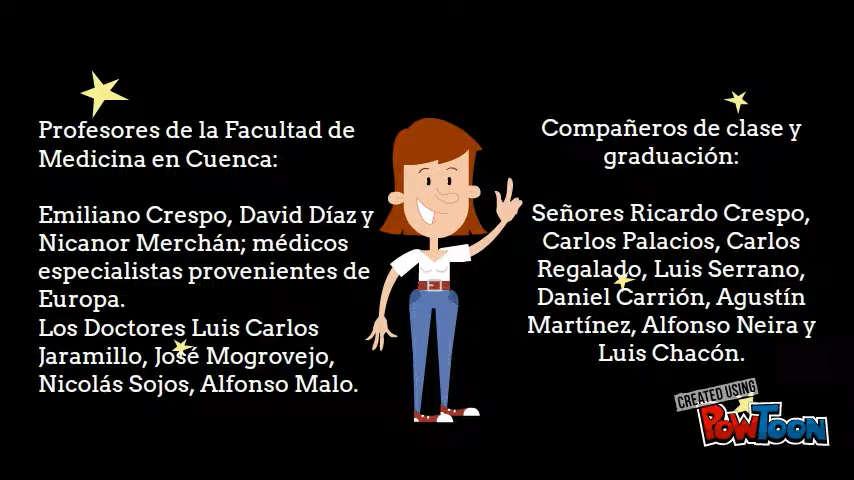 Profesores de la Facultad de
Medicina en Cuenca:
Emiliano Crespo, David Díaz y
Nicanor Merchán; médicos
especialistas provenientes de
Europa.
Los Doctores Luis Carlos
Jaramillo, José Mogrovejo,
Nicolás Sojos, Alfonso Malo.
Compañeros de clase y
graduación:
Señores Ricardo Crespo,
Carlos Palacios, Carlos
Regalado, Luis Serrano,
Daniel Carrión, Agustín
Martínez, Alfonso Neira y
Luis Chacón.
CREATED USING
POWTOON